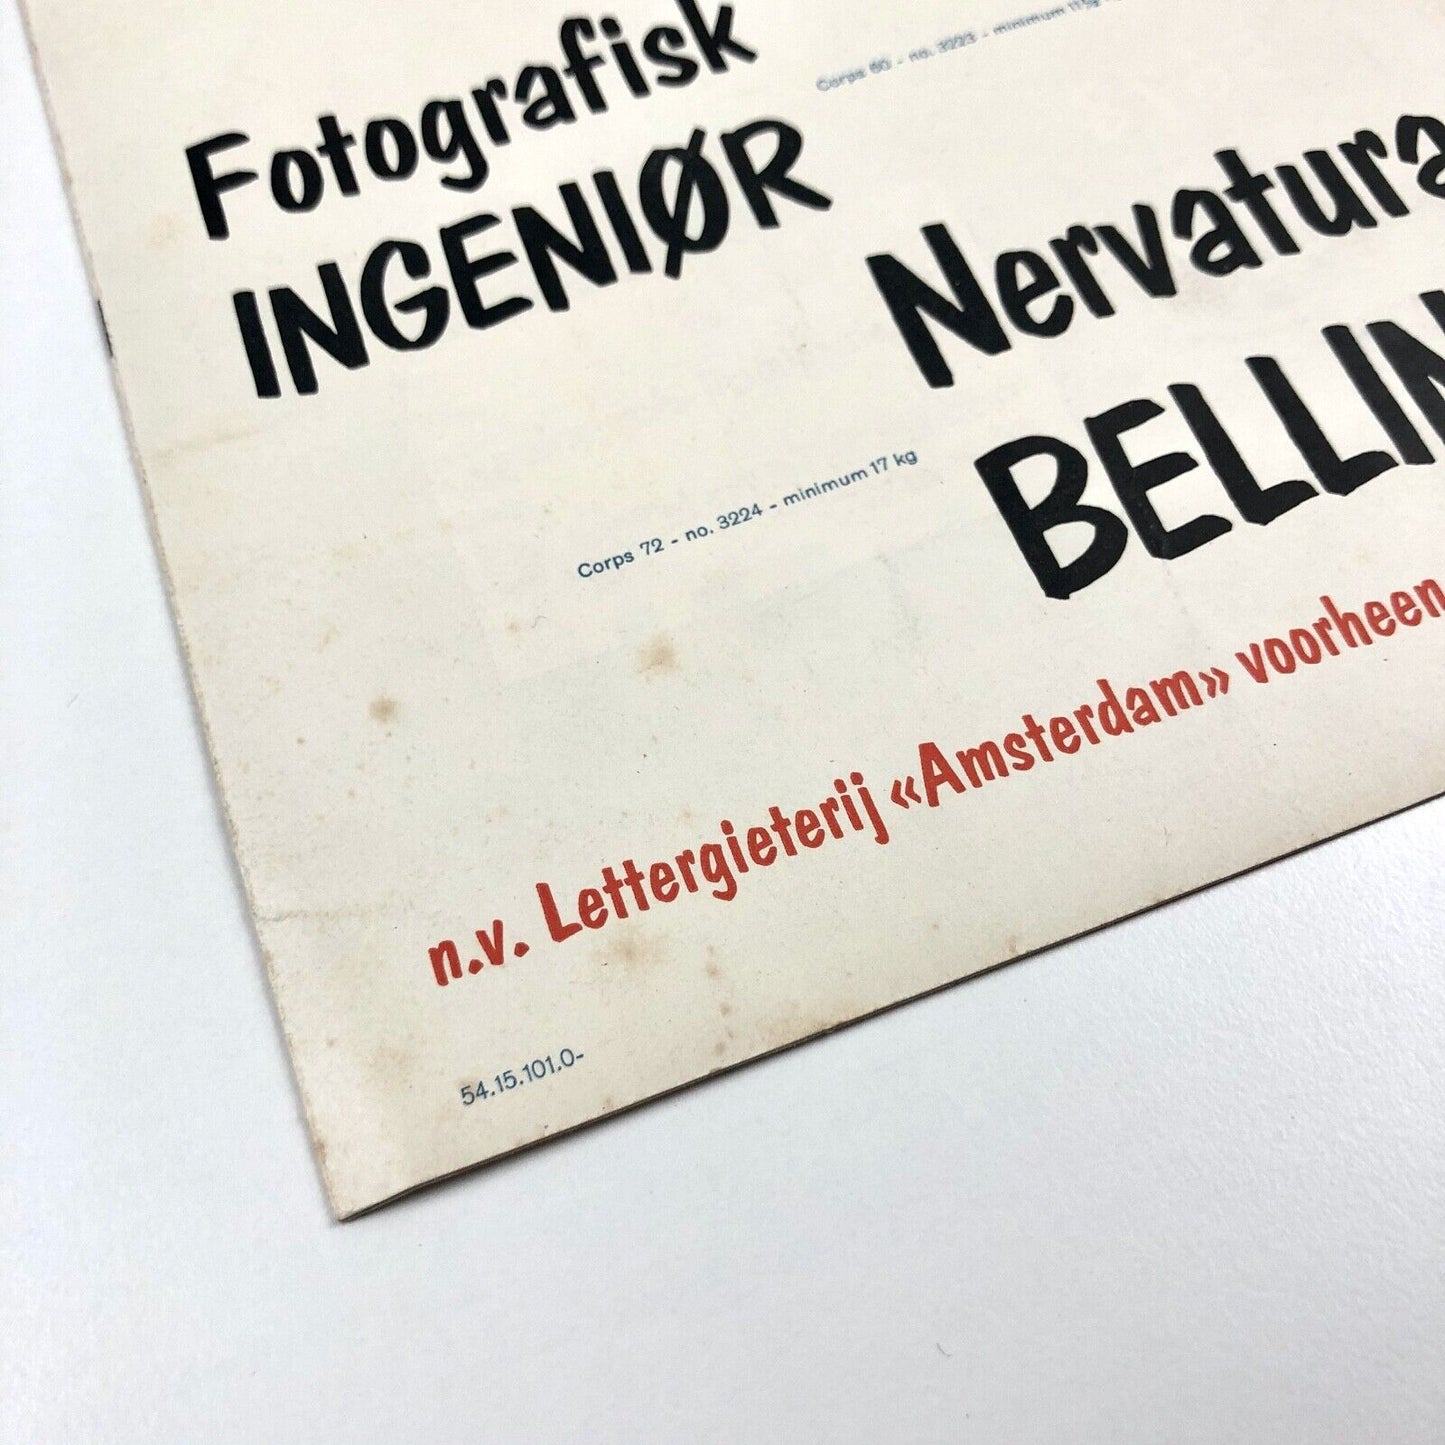 Fotografisk
INGENIØR
Corps 60 - no. 3223 - minimum
Nervatura
BELLIN
Corps 72 - no. 3224 - minimum 17 kg
n.v. Lettergieterij «Amsterdam» voorheen
54.15.101.0-